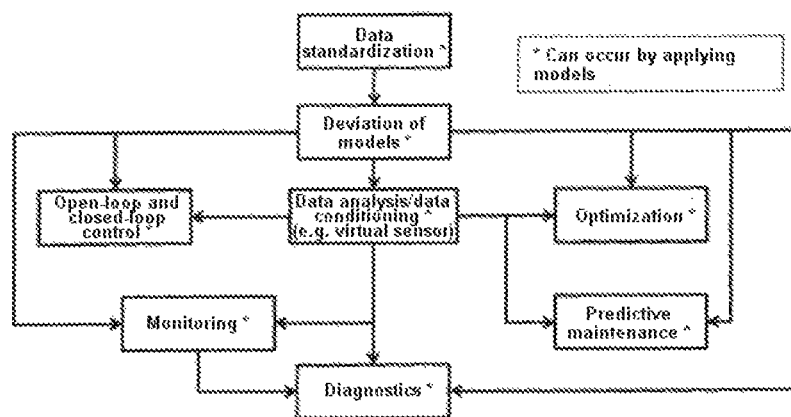 Data
standardization *
* Can occur by applying
models
Deviation of
models *
Open-loop and
closed-loop
control *
Data analysis/data
conditioning *
(e.g. virtual sensor)
Optimization *
Monitoring *
Predictive
maintenance *
Diagnostics *